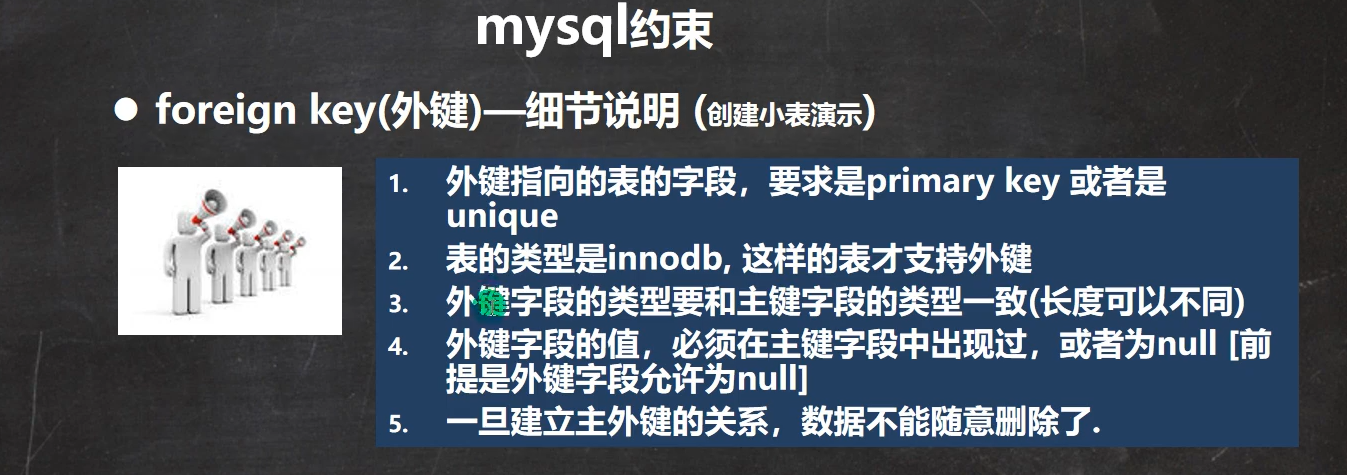 mysql约束
● foreign key(外键)—细节说明 (创建小表演示)
1. 外键指向的表的字段，要求是primary key 或者是
unique
2. 表的类型是innodb, 这样的表才支持外键
3. 外键字段的类型要和主键字段的类型一致(长度可以不同)
4. 外键字段的值，必须在主键字段中出现过，或者为null [前
提是外键字段允许为null]
5. 一旦建立主外键的关系，数据不能随意删除了.